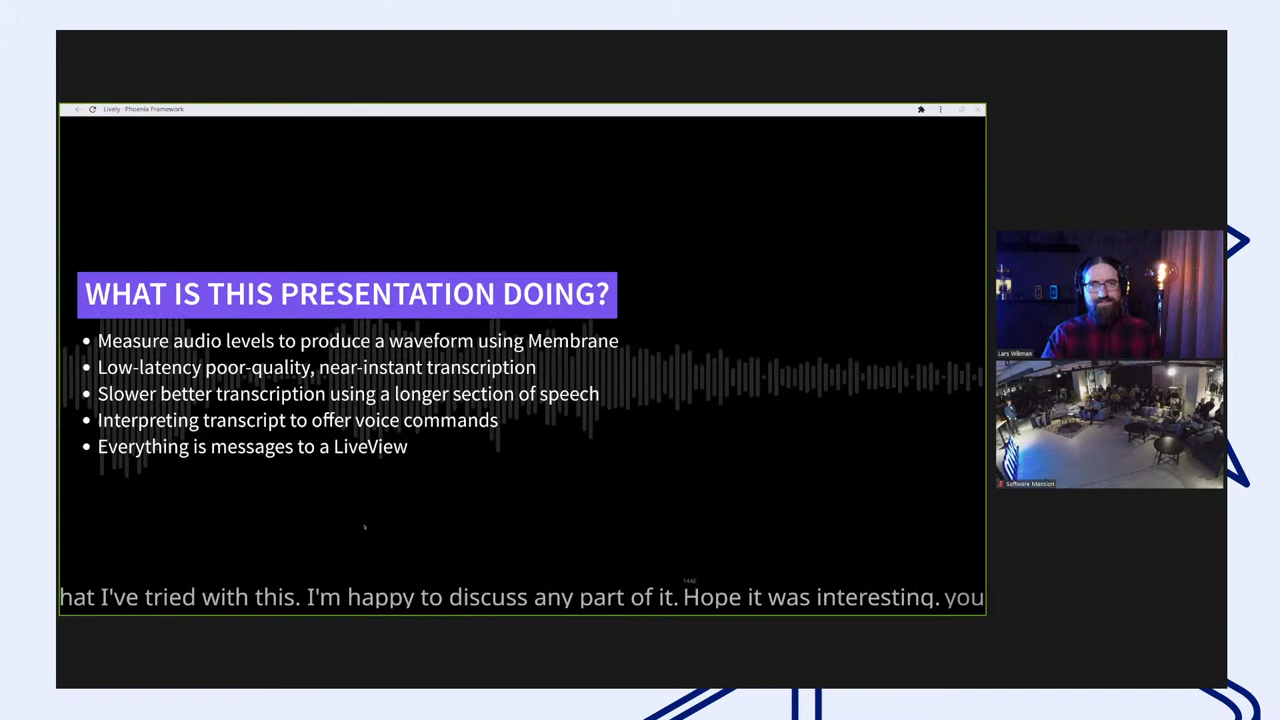 Lively · Phoenix Framework
WHAT IS THIS PRESENTATION DOING?
• Measure audio levels to produce a waveform using Membrane
• Low-latency poor-quality, near-instant transcription
• Slower better transcription using a longer section of speech
• Interpreting transcript to offer voice commands
• Everything is messages to a LiveView
Lars Wikman
Software Mansion
1446
hat I've tried with this. I'm happy to discuss any part of it. Hope it was interesting. you